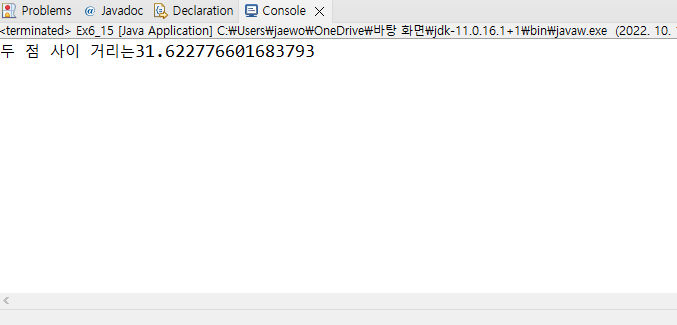 Problems @ Javadoc Declaration Console
<terminated> Ex6_15 [Java Application] C:₩Users₩jaewo₩OneDrive₩바탕 화면₩jdk-11.0.16.1+1₩bin₩javaw.exe (2022. 10.
두 점 사이 거리는31.622776601683793